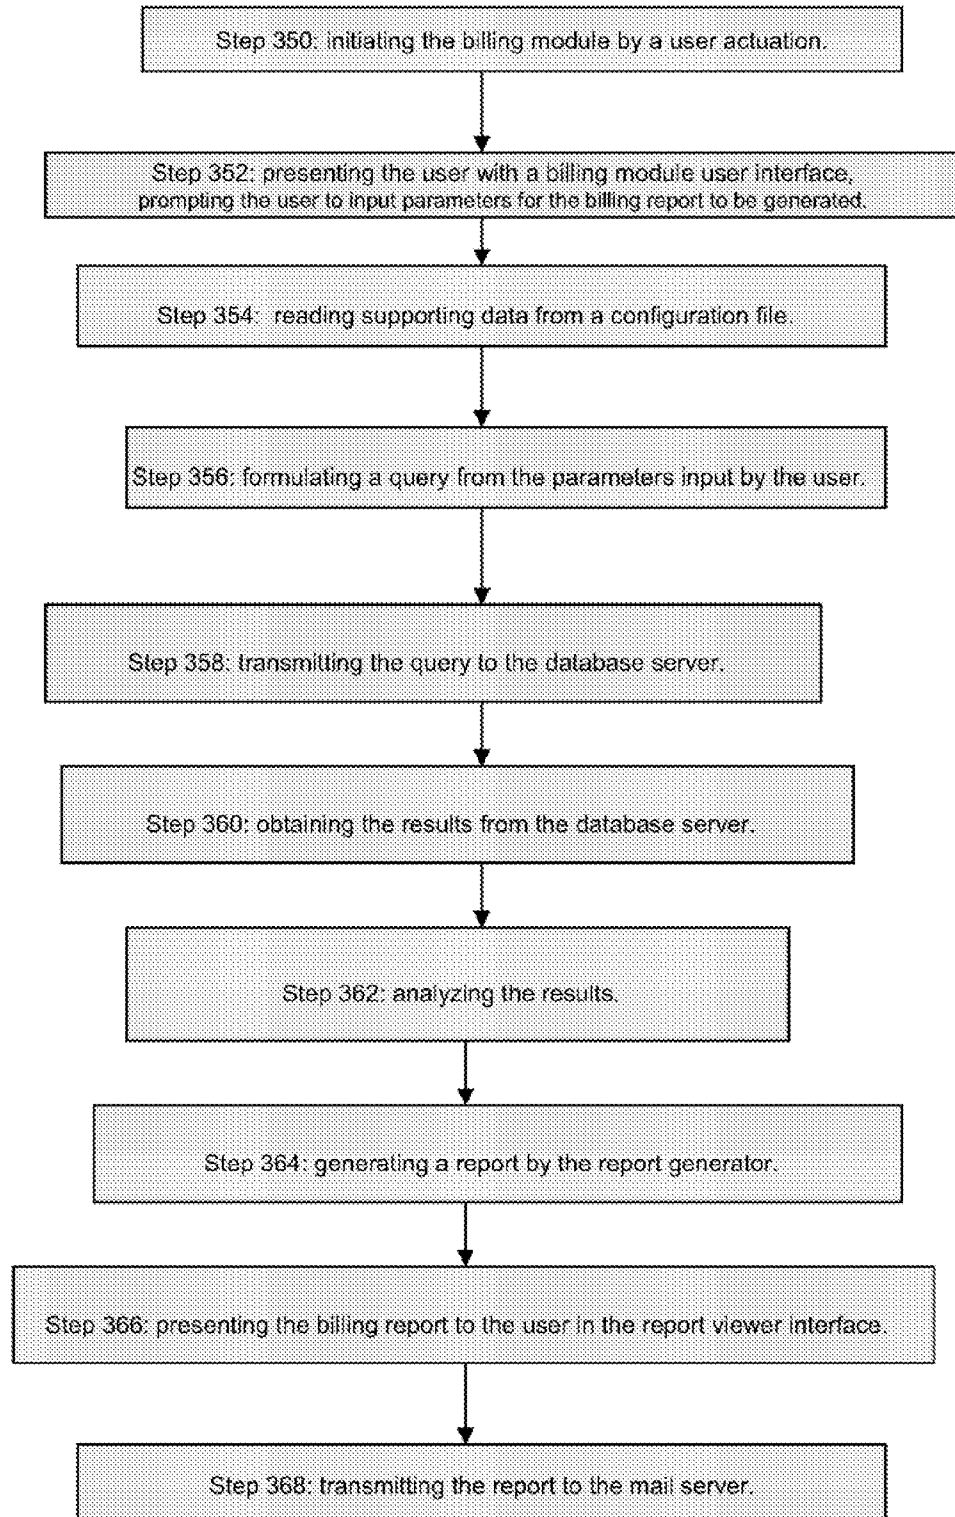 Step 350: initiating the billing module by a user actuation.
Step 352: presenting the user with a billing module user interface,
prompting the user to input parameters for the billing report to be generated.
Step 354: reading supporting data from a configuration file.
Step 356: formulating a query from the parameters input by the user.
Step 358: transmitting the query to the database server.
Step 360: obtaining the results from the database server.
Step 362: analyzing the results.
Step 364: generating a report by the report generator.
Step 366: presenting the billing report to the user in the report viewer interface.
Step 368: transmitting the report to the mail server.